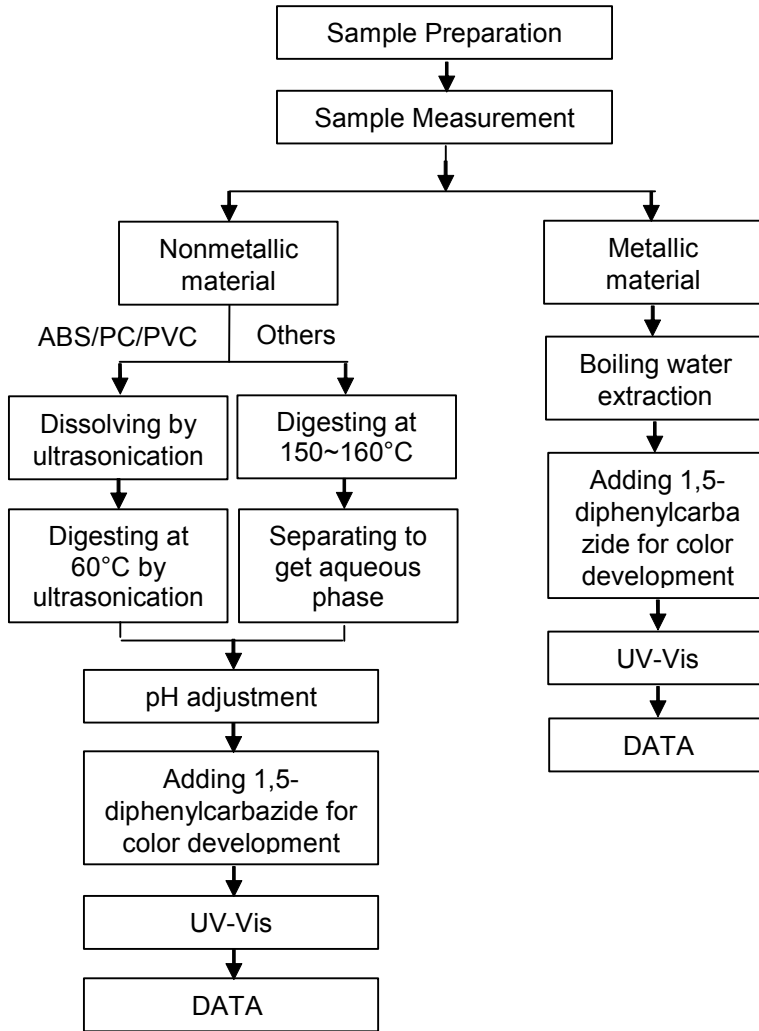 Sample Preparation
Sample Measurement
Nonmetallic
material
Metallic
material
ABS/PC/PVC
Others
Dissolving by
ultrasonication
Digesting at
150~160°C
Boiling water
extraction
Digesting at
60°C by
ultrasonication
Separating to
get aqueous
phase
Adding 1,5-
diphenylcarba
zide for color
development
pH adjustment
UV-Vis
DATA
Adding 1,5-
diphenylcarbazide for
color development
UV-Vis
DATA